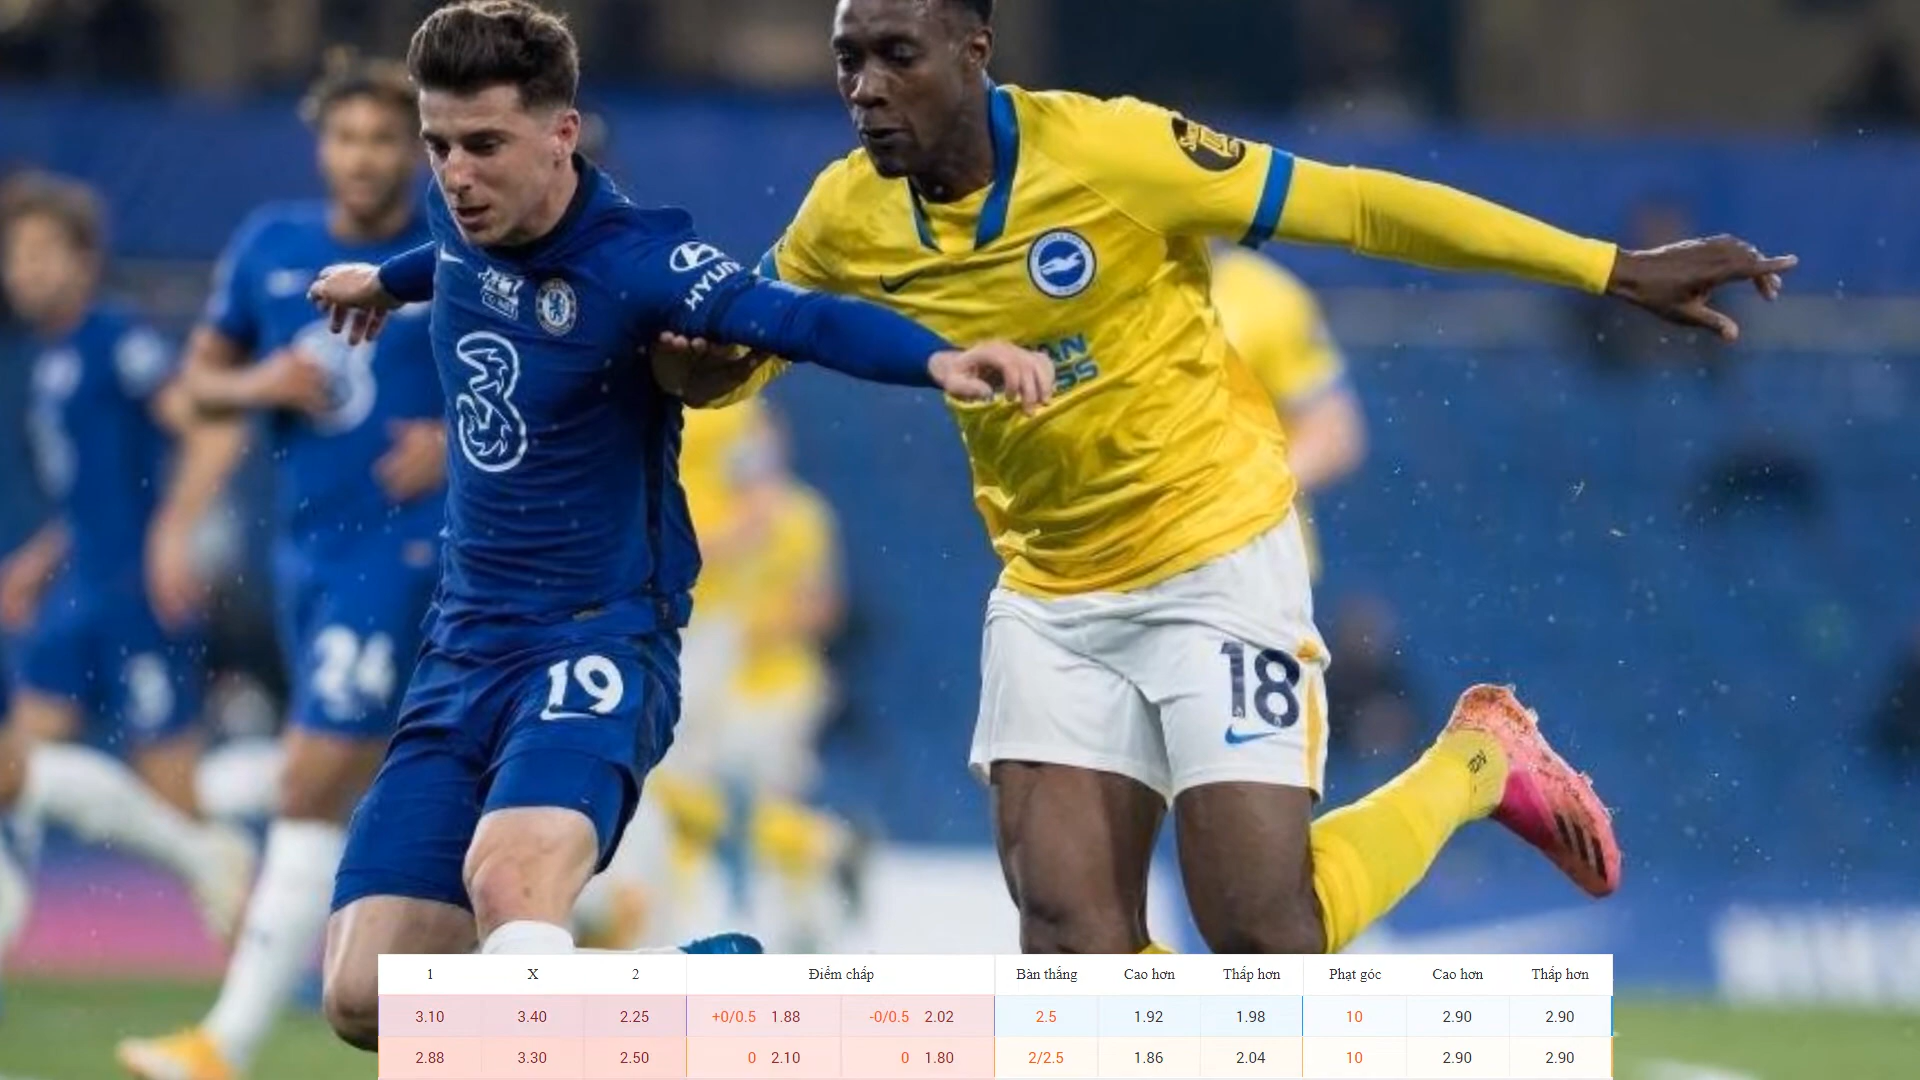 HYUN
3
19
24
AN
SS
18
1 X 2 Điểm chấp Bàn thắng Cao hơn Thấp hơn Phạt góc Cao hơn Thấp hơn
3.10 3.40 2.25 +0/0.5 1.88 -0/0.5 2.02 2.5 1.92 1.98 10 2.90 2.90
2.88 3.30 2.50 0 2.10 0 1.80 2/2.5 1.86 2.04 10 2.90 2.90